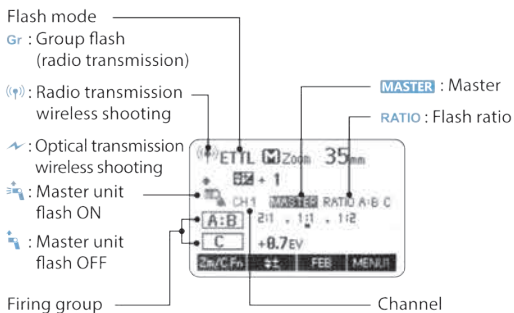 Flash mode
Gr : Group flash
(radio transmission)
: Radio transmission
wireless shooting
: Optical transmission
wireless shooting
: Master unit
flash ON
: Master unit
flash OFF
Firing group
MASTER : Master
RATIO : Flash ratio
ETTL M Zoom 35mm
+ 1
CH 1 MASTER RATIO A:B C
A:B 2:1 . 1:1 . 1:2
C +0.7EV
Zm/C.Fn ± FEB MENU1
Channel